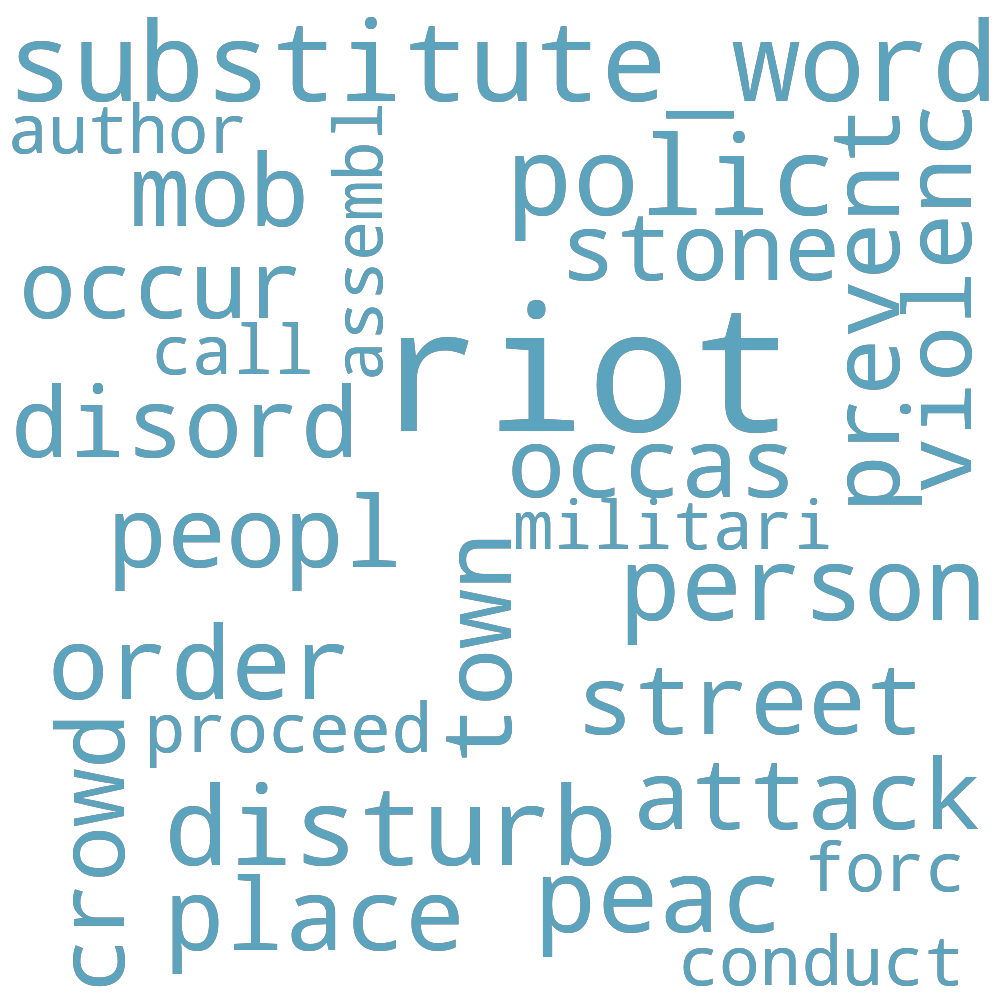 substitute_word
author
assembl
mob
polic
prevent
violenc
stone
occur
call
riot
disord
occas
militari
peopl
town
person
order
street
proceed
crowd
attack
disturb
forc
peac
place
conduct